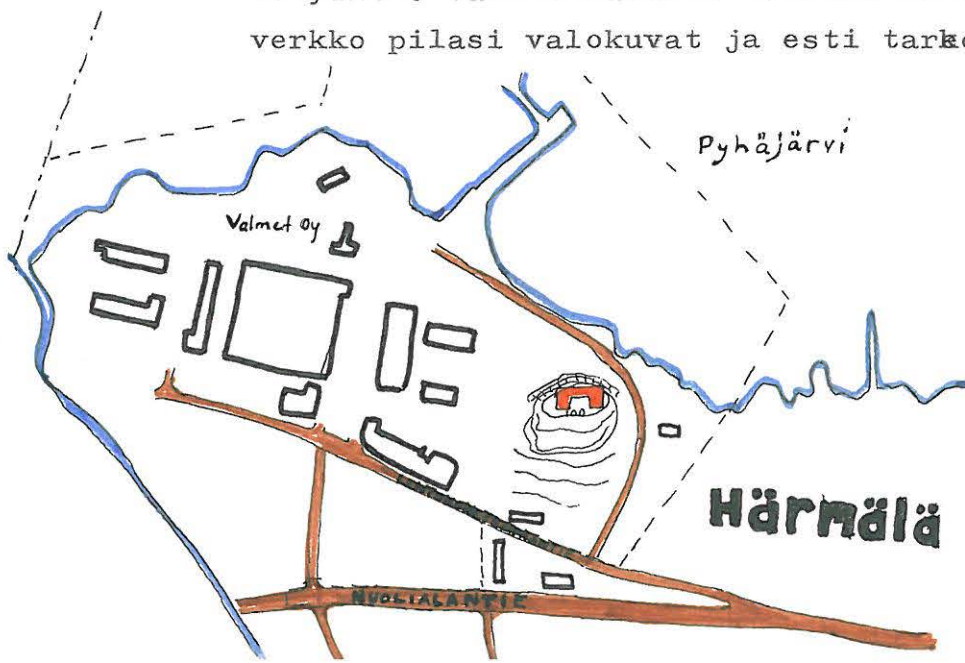 verkko pilasi valokuvat ja esti
Pyhäjärvi
Valmet Oy
Härmälä
NUOLIALANTIE